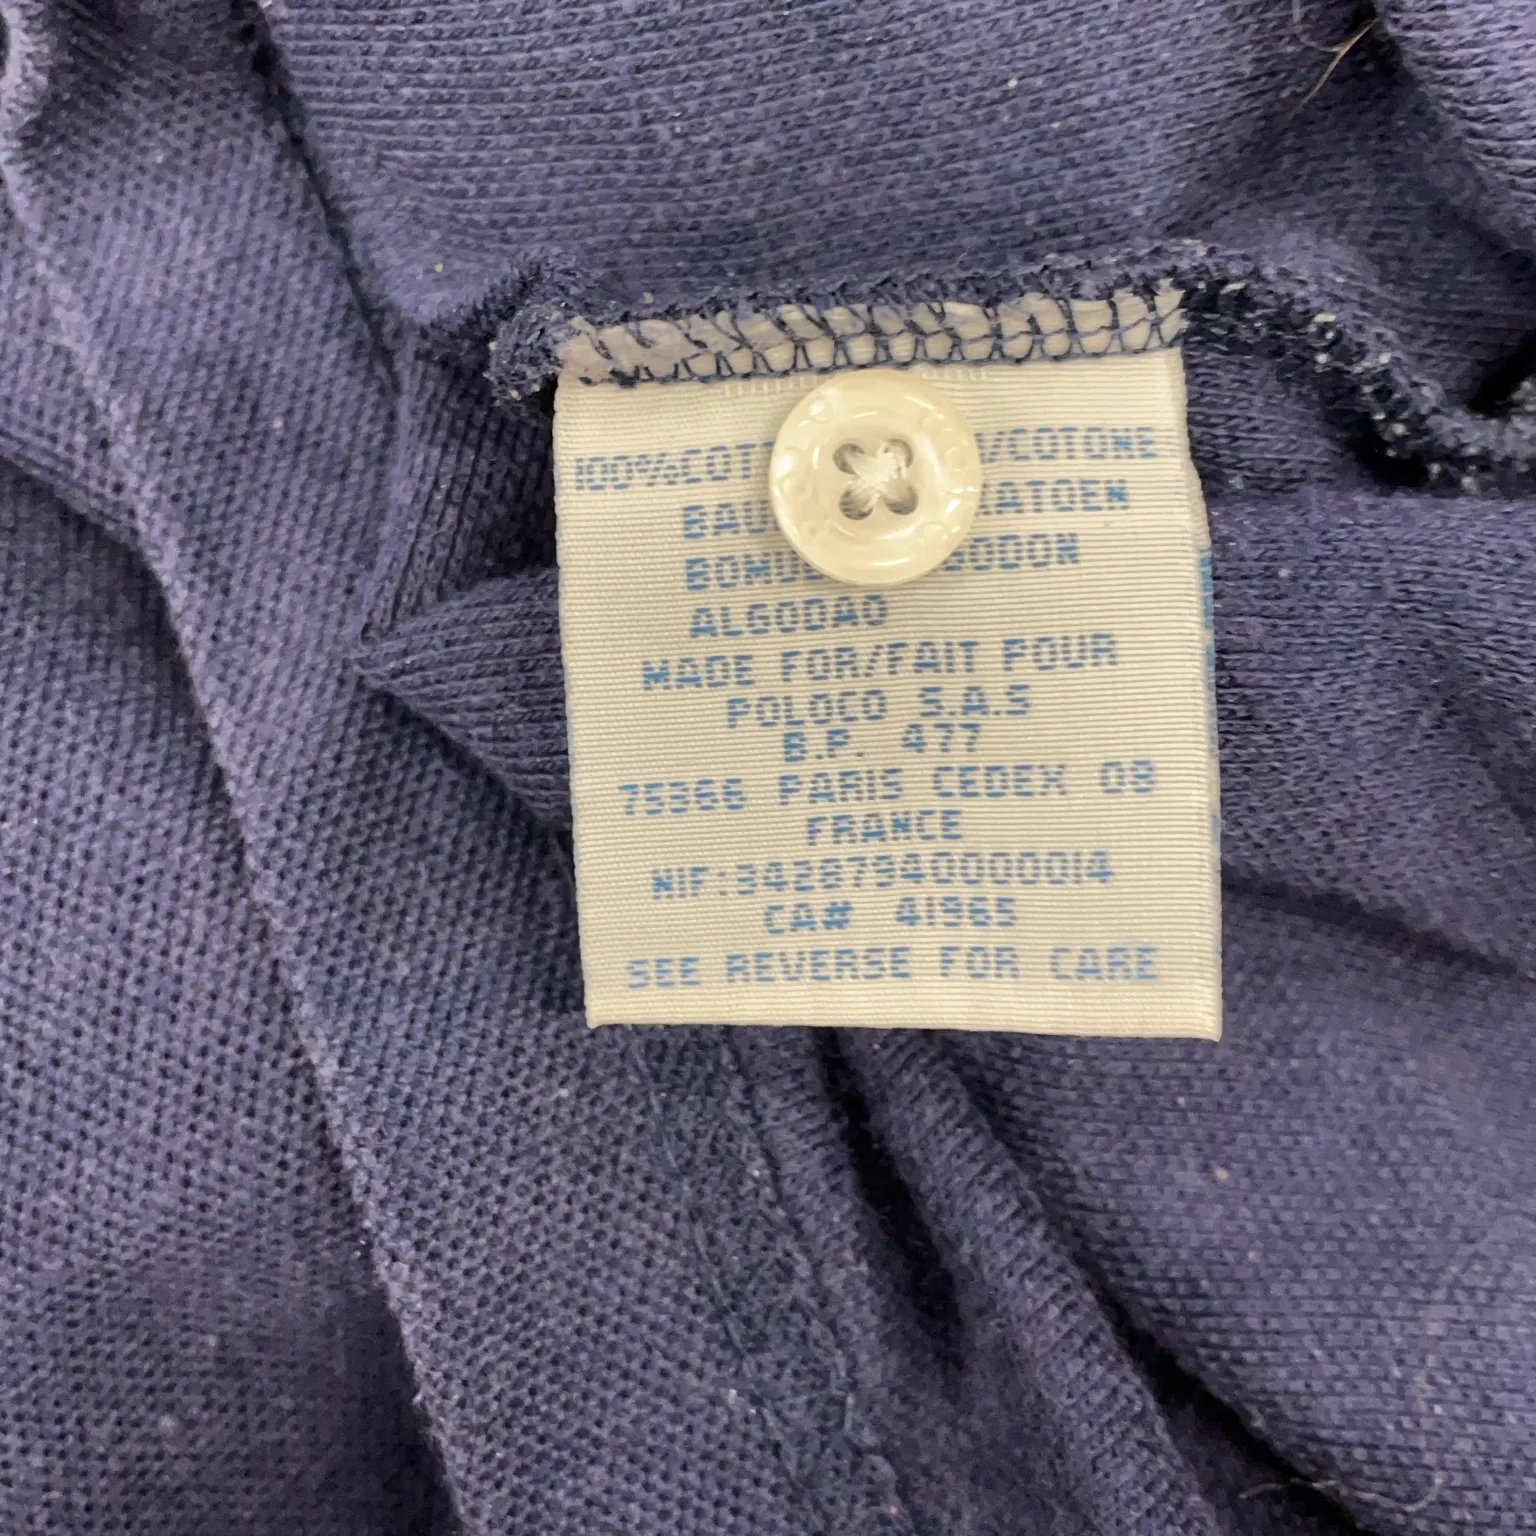 100%COT /COTONE
BAU KATOEN
BOMU GODON
ALGODAO
MADE FOR/FAIT POUR
POLOCO S.A.S
B.P. 477
75366 PARIS CEDEX 08
FRANCE
NIF:34287940000014
CA# 41965
SEE REVERSE FOR CARE